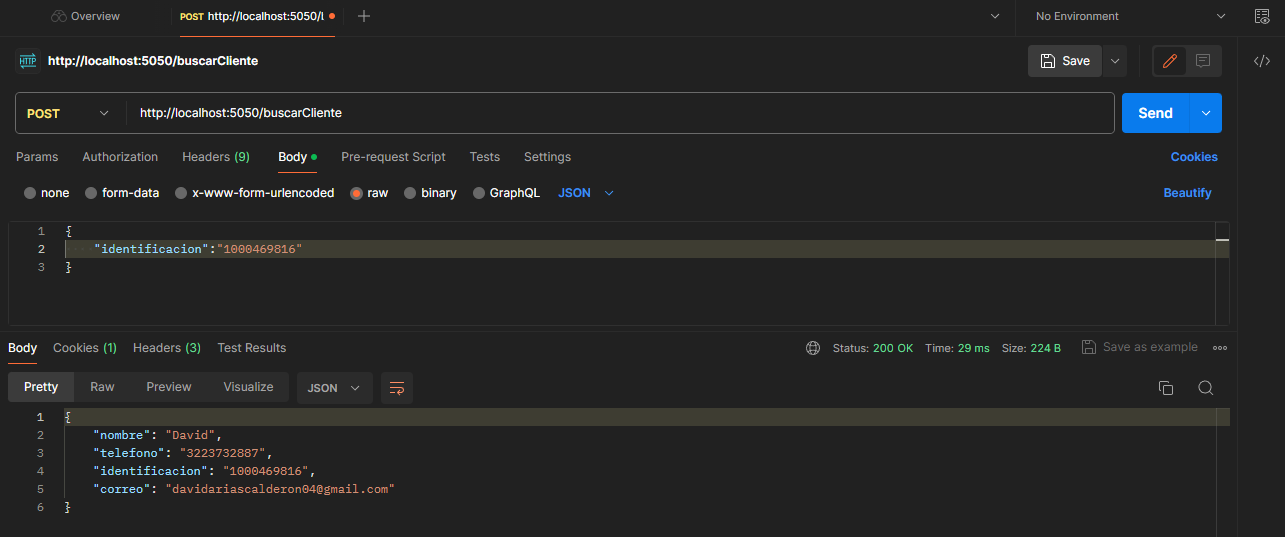 Overview
POST http://localhost:5050/l
No Environment
HTTP http://localhost:5050/buscarCliente
Save
POST http://localhost:5050/buscarCliente
Send
Params Authorization Headers (9) Body Pre-request Script Tests Settings Cookies
none form-data x-www-form-urlencoded raw binary GraphQL JSON Beautify
1 {
2 "identificacion":"1000469816"
3 }
Body Cookies (1) Headers (3) Test Results Status: 200 OK Time: 29 ms Size: 224 B Save as example
Pretty Raw Preview Visualize JSON
1 {
2 "nombre": "David",
3 "telefono": "3223732887",
4 "identificacion": "1000469816",
5 "correo": "davidariascalderon04@gmail.com"
6 }